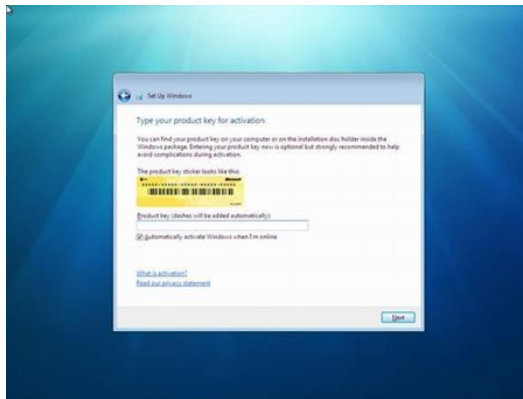 Set Up Windows
Type your product key for activation
You can find your product key on your computer or on the installation disc holder inside the
Windows package. Entering your product key now is optional but strongly recommended to help
avoid complications during activation.
The product key sticker looks like this:
Microsoft
Product key (dashes will be added automatically):
Automatically activate Windows when I'm online
What is activation?
Read our privacy statement
Next